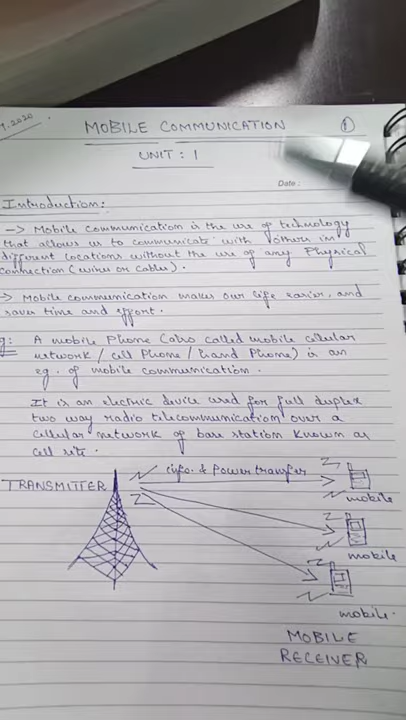 .2020
MOBILE COMMUNICATION
1
UNIT : 1
Date :
Introduction:
→ Mobile communication is the use of technology
that allows us to communicate with others in
different locations without the use of any Physical
connection (wires or cables).
→ Mobile communication makes our life easier, and
saves time and effort.
eg: A mobile Phone (also called mobile cellular
network / cell Phone / hand Phone) is an
eg. of mobile communication.
It is an electric device used for full duplex
two way radio telecommunication over a
cellular network of base station known as
cell site.
info. & power transfer
TRANSMITTER
mobile
mobile
mobile.
MOBILE
RECEIVER